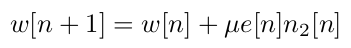 w[n + 1] = w[n] + μe[n]n₂[n]